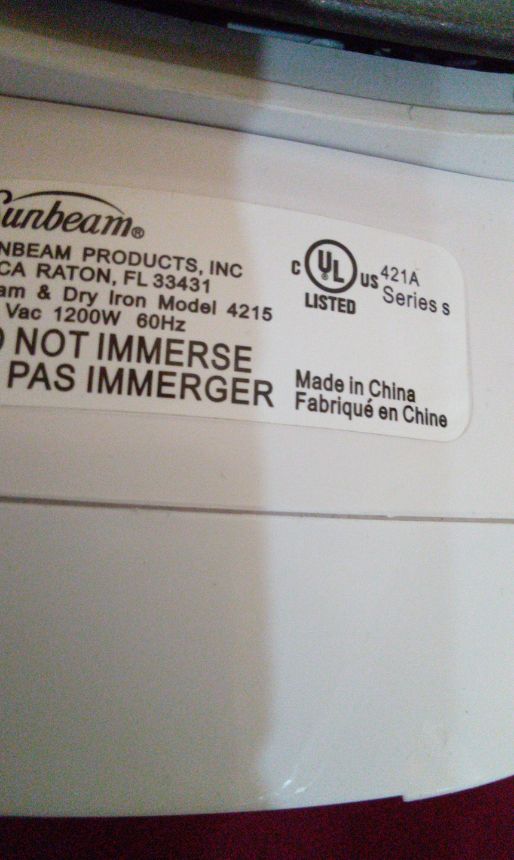 Sunbeam®
NBEAM PRODUCTS, INC
CA RATON, FL 33431
am & Dry Iron Model 4215
Vac 1200W 60Hz
NOT IMMERSE
PAS IMMERGER
C UL® US
LISTED
421A
Series s
Made in China
Fabriqué en Chine